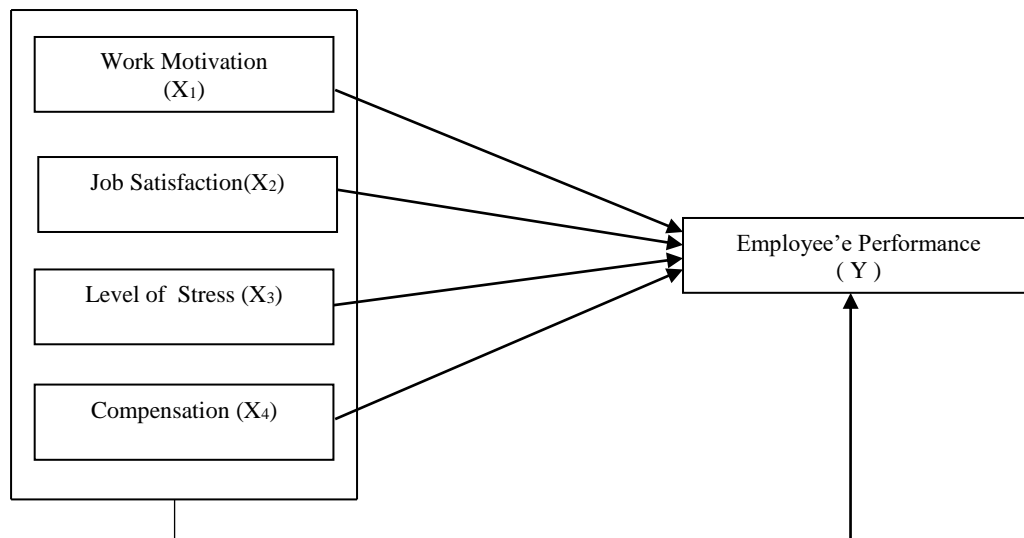 Work Motivation
(X1)
Job Satisfaction(X2)
Level of Stress (X3)
Compensation (X4)
Employee’e Performance
( Y )